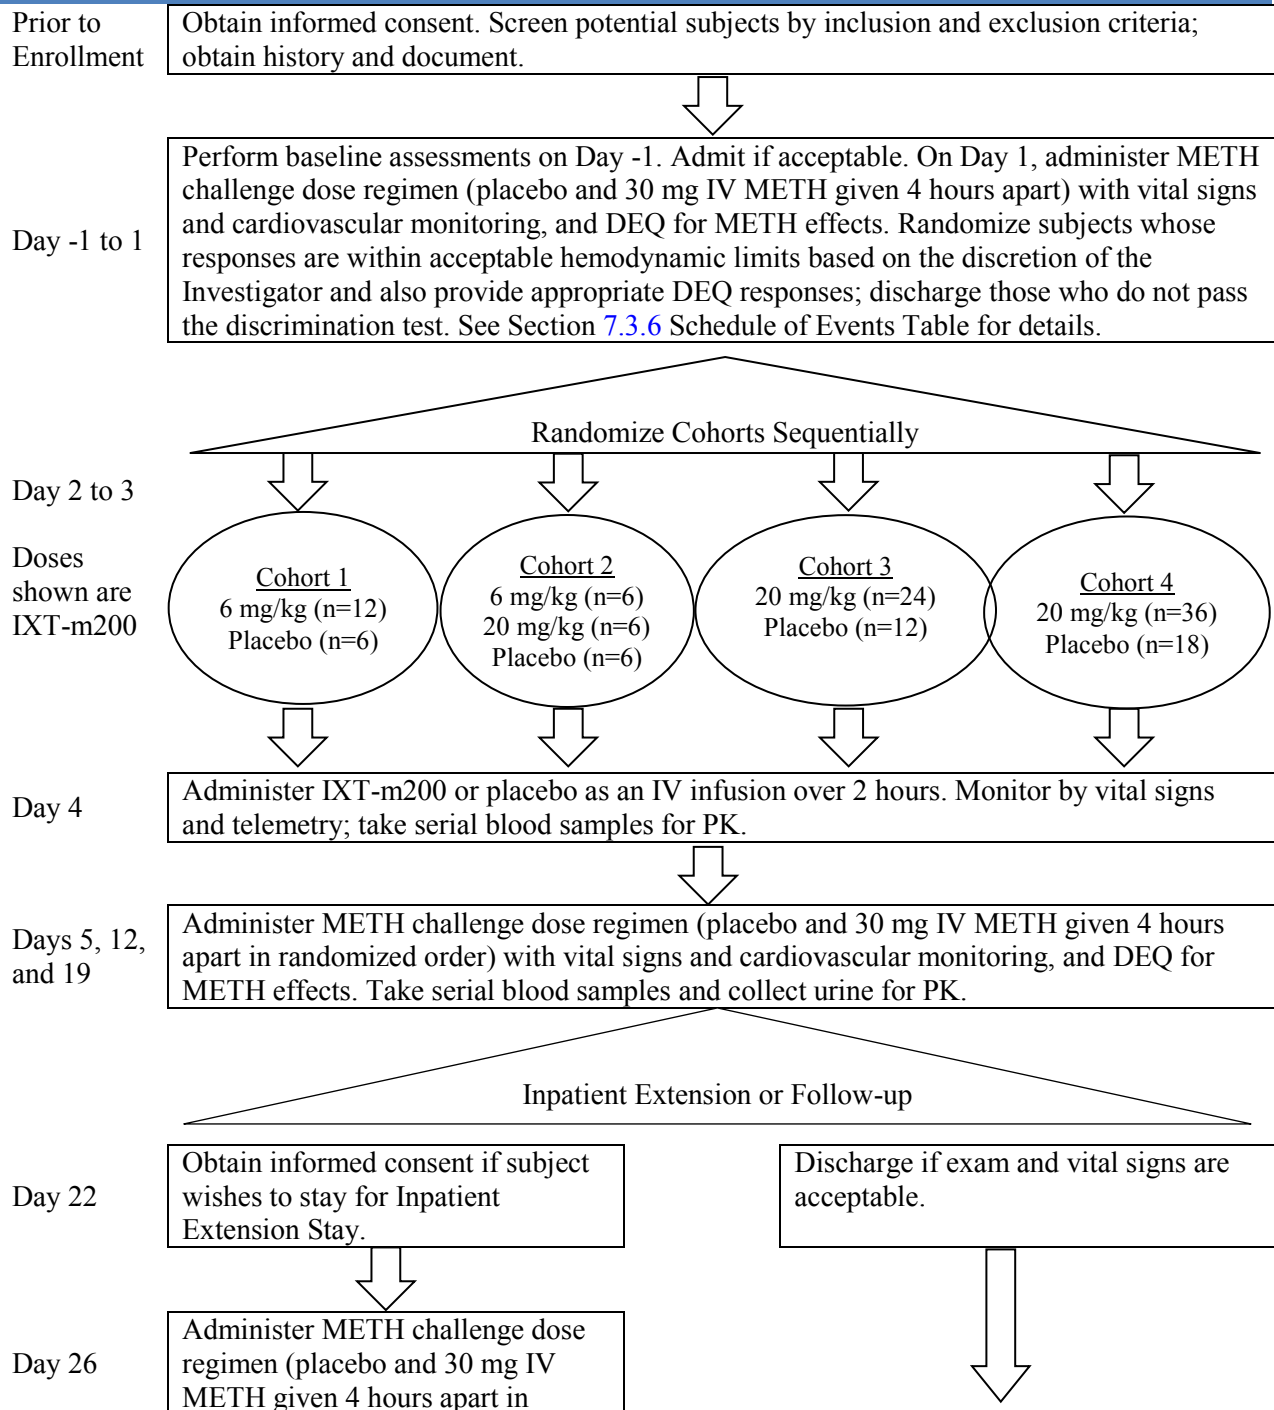 Prior to
Enrollment
Obtain informed consent. Screen potential subjects by inclusion and exclusion criteria;
obtain history and document.
Day -1 to 1
Perform baseline assessments on Day -1. Admit if acceptable. On Day 1, administer METH
challenge dose regimen (placebo and 30 mg IV METH given 4 hours apart) with vital signs
and cardiovascular monitoring, and DEQ for METH effects. Randomize subjects whose
responses are within acceptable hemodynamic limits based on the discretion of the
Investigator and also provide appropriate DEQ responses; discharge those who do not pass
the discrimination test. See Section 7.3.6 Schedule of Events Table for details.
Randomize Cohorts Sequentially
Day 2 to 3
Doses
shown are
IXT-m200
Cohort 1
6 mg/kg (n=12)
Placebo (n=6)
Cohort 2
6 mg/kg (n=6)
20 mg/kg (n=6)
Placebo (n=6)
Cohort 3
20 mg/kg (n=24)
Placebo (n=12)
Cohort 4
20 mg/kg (n=36)
Placebo (n=18)
Day 4
Administer IXT-m200 or placebo as an IV infusion over 2 hours. Monitor by vital signs
and telemetry; take serial blood samples for PK.
Days 5, 12,
and 19
Administer METH challenge dose regimen (placebo and 30 mg IV METH given 4 hours
apart in randomized order) with vital signs and cardiovascular monitoring, and DEQ for
METH effects. Take serial blood samples and collect urine for PK.
Inpatient Extension or Follow-up
Day 22
Obtain informed consent if subject
wishes to stay for Inpatient
Extension Stay.
Discharge if exam and vital signs are
acceptable.
Day 26
Administer METH challenge dose
regimen (placebo and 30 mg IV
METH given 4 hours apart in